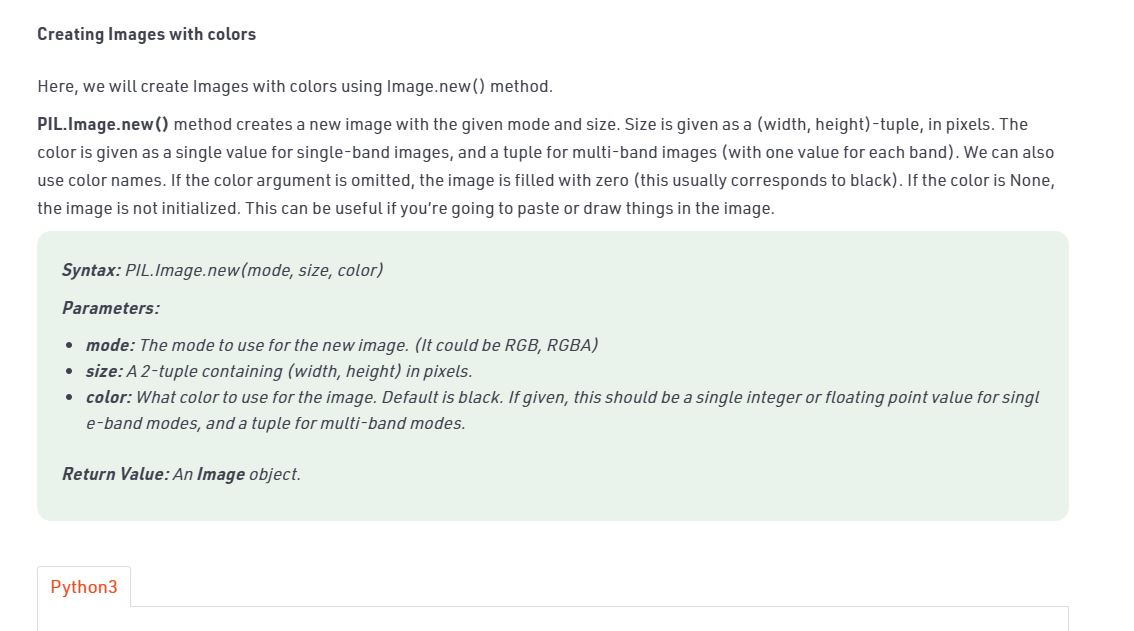 Creating Images with colors
Here, we will create Images with colors using Image.new() method.
PIL.Image.new() method creates a new image with the given mode and size. Size is given as a (width, height)-tuple, in pixels. The
color is given as a single value for single-band images, and a tuple for multi-band images (with one value for each band). We can also
use color names. If the color argument is omitted, the image is filled with zero (this usually corresponds to black). If the color is None,
the image is not initialized. This can be useful if you’re going to paste or draw things in the image.
Syntax: PIL.Image.new(mode, size, color)
Parameters:
• mode: The mode to use for the new image. (It could be RGB, RGBA)
• size: A 2-tuple containing (width, height) in pixels.
• color: What color to use for the image. Default is black. If given, this should be a single integer or floating point value for singl
e-band modes, and a tuple for multi-band modes.
Return Value: An Image object.
Python3